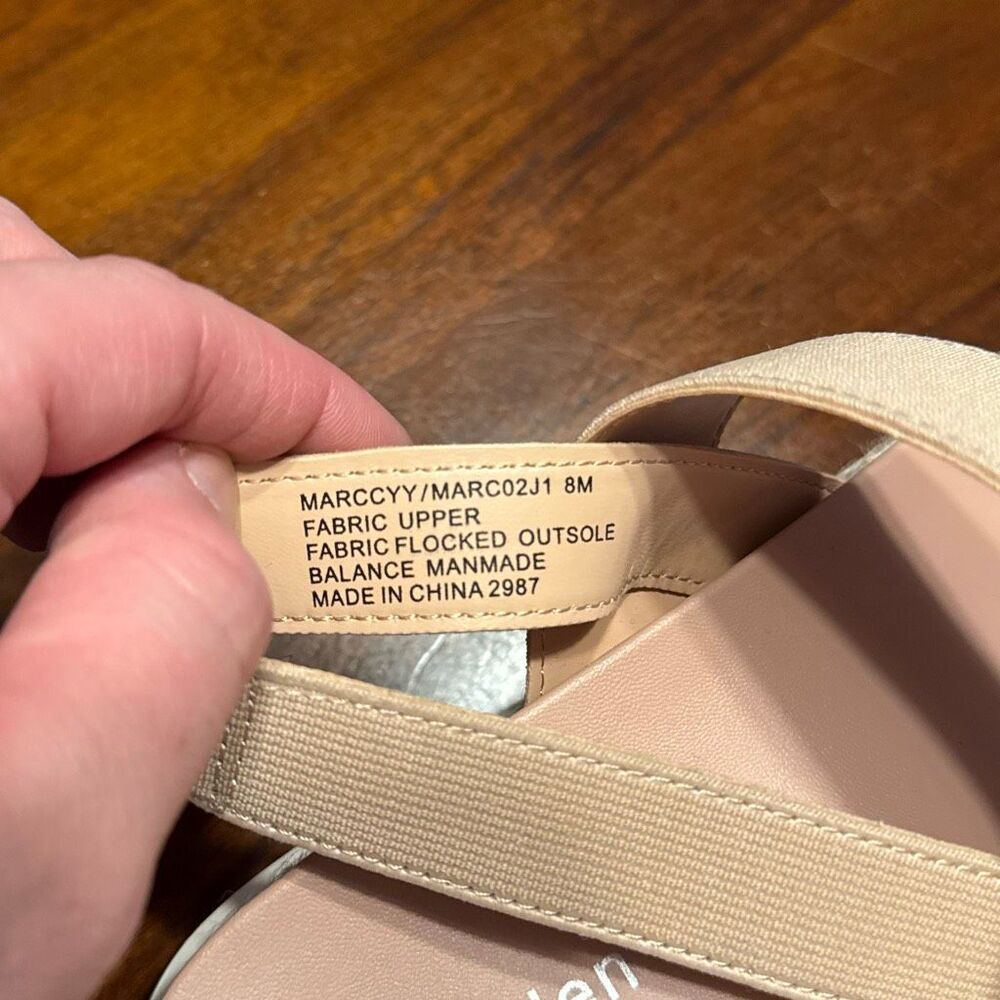 MARCCYY/MARC02J1 8M
FABRIC UPPER
FABRIC FLOCKED OUTSOLE
BALANCE MANMADE
MADE IN CHINA 2987